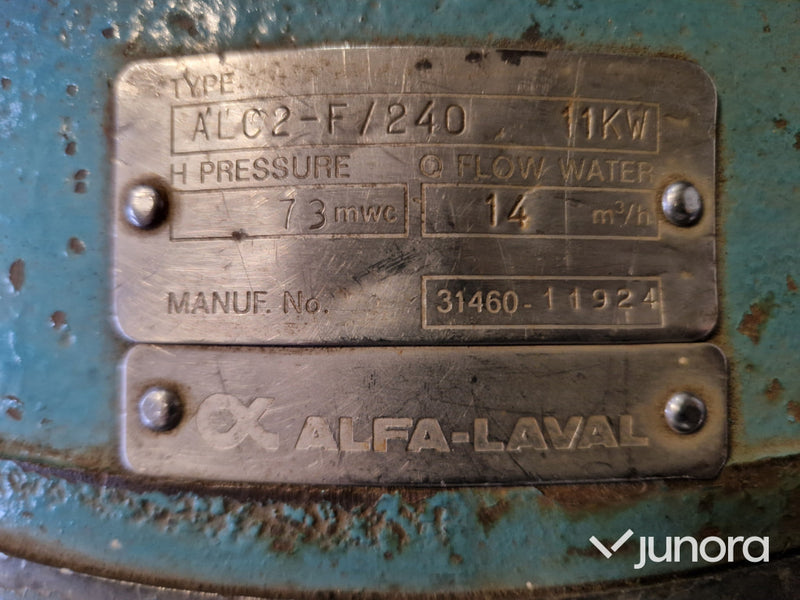 TYPE
ALC2-F/240 11KW
H PRESSURE Q FLOW WATER
73 mwc 14 m³/h
MANUF. No. 31460-11924
ALFA-LAVAL
junora